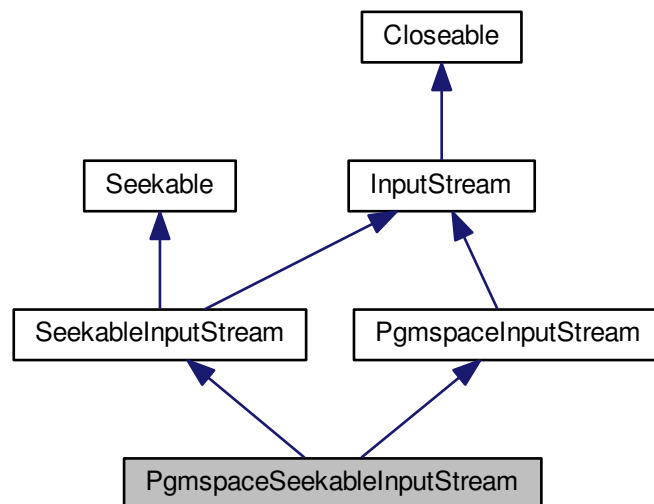 Closeable
Seekable
InputStream
SeekableInputStream
PgmspaceInputStream
PgmspaceSeekableInputStream